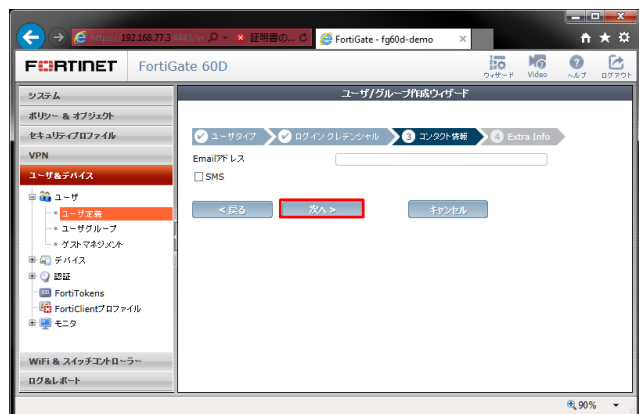 https://192.168.77.3:4443/in
証明書の...
FortiGate - fg60d-demo
FORTINET
FortiGate 60D
ウィザード
Video
ヘルプ
ログアウト
システム
ポリシー & オブジェクト
セキュリティプロファイル
VPN
ユーザ&デバイス
ユーザ
ユーザ定義
ユーザグループ
ゲストマネジメント
デバイス
認証
FortiTokens
FortiClientプロファイル
モニタ
WiFi & スイッチコントローラー
ログ&レポート
ユーザ/グループ作成ウィザード
ユーザタイプ
ログインクレデンシャル
3 コンタクト情報
4 Extra Info
Emailアドレス
SMS
< 戻る
次へ >
キャンセル
90%